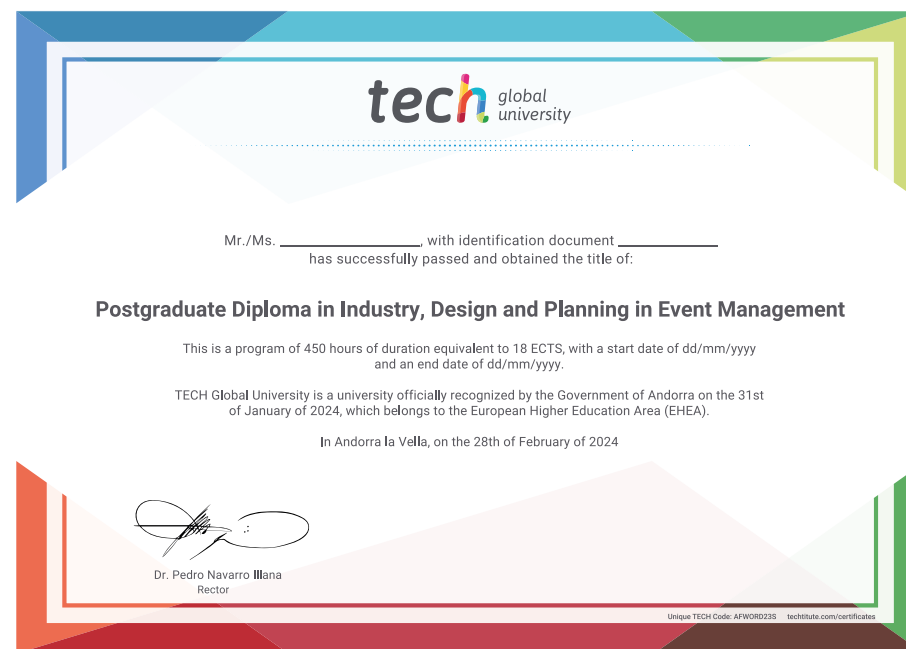 tech global university
Mr./Ms. ____________________, with identification document ______________
has successfully passed and obtained the title of:
Postgraduate Diploma in Industry, Design and Planning in Event Management
This is a program of 450 hours of duration equivalent to 18 ECTS, with a start date of dd/mm/yyyy
and an end date of dd/mm/yyyy.
TECH Global University is a university officially recognized by the Government of Andorra on the 31st
of January of 2024, which belongs to the European Higher Education Area (EHEA).
In Andorra la Vella, on the 28th of February of 2024
Dr. Pedro Navarro Illana
Rector
Unique TECH Code: AFWORD23S techtitute.com/certificates